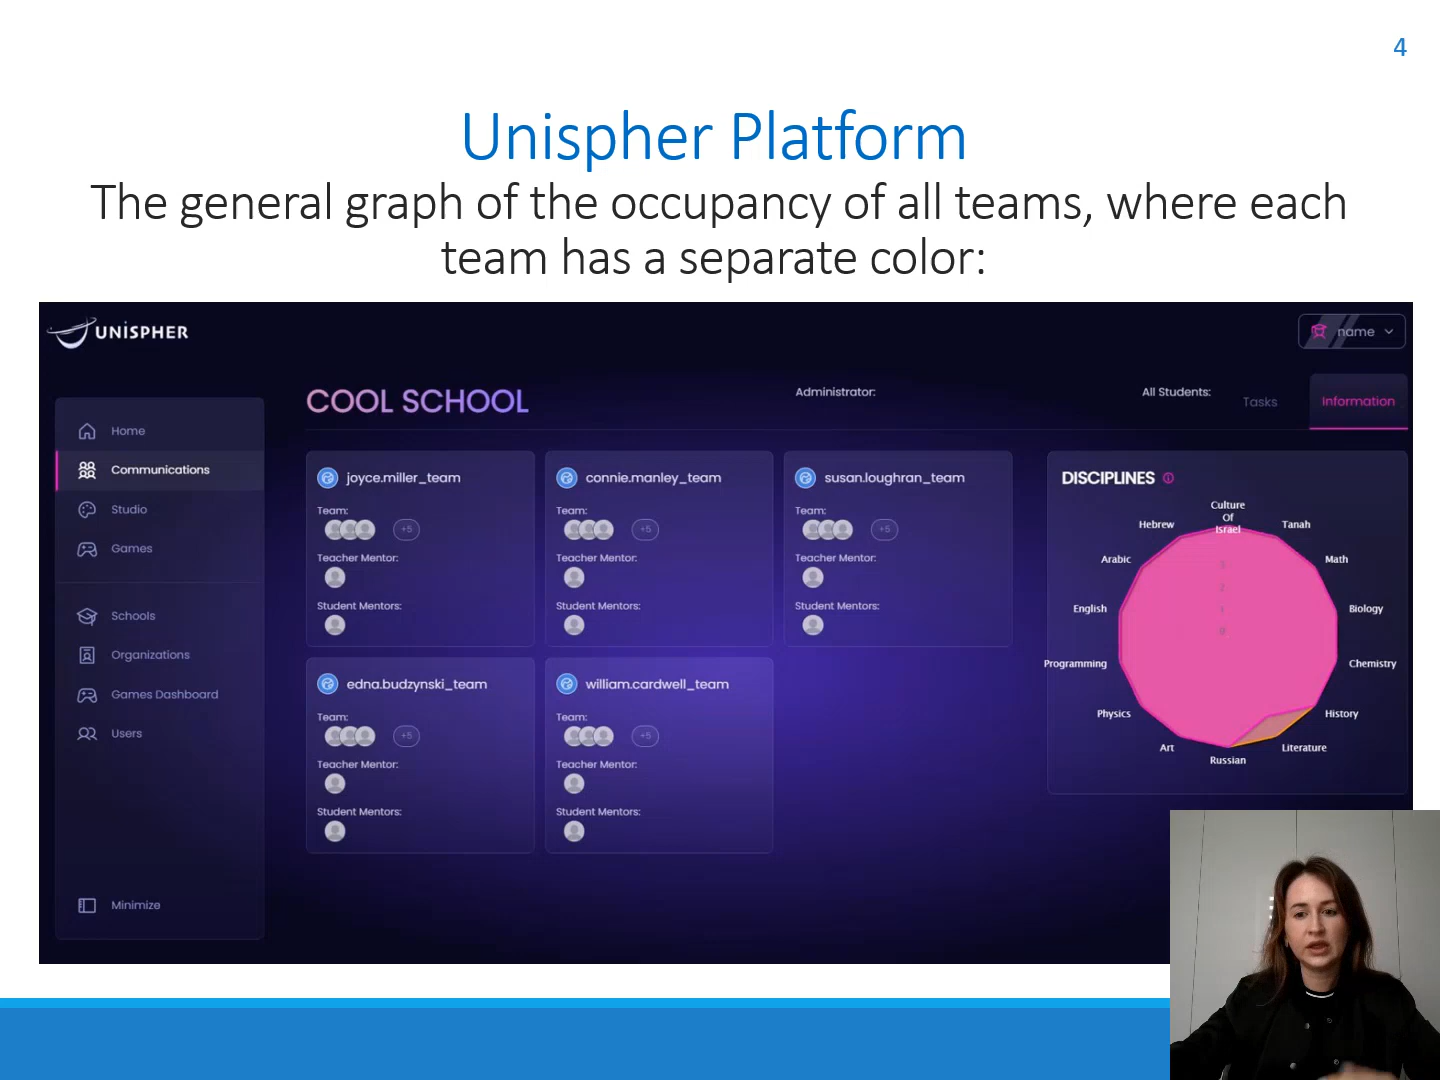 4
Unispher Platform
The general graph of the occupancy of all teams, where each
team has a separate color:
UNISPHER
name
Home
Communications
Studio
Games
Schools
Organizations
Games Dashboard
Users
Minimize
COOL SCHOOL
Administrator:
All Students:
Tasks
Information
joyce.miller_team
Team:
+5
Teacher Mentor:
Student Mentors:
connie.manley_team
Team:
+5
Teacher Mentor:
Student Mentors:
susan.loughran_team
Team:
+5
Teacher Mentor:
Student Mentors:
edna.budzynski_team
Team:
+5
Teacher Mentor:
Student Mentors:
william.cardwell_team
Team:
+5
Teacher Mentor:
Student Mentors:
DISCIPLINES
Culture
Of
Israel
Tanah
Math
Biology
Chemistry
History
Literature
Russian
Art
Physics
Programming
English
Arabic
Hebrew